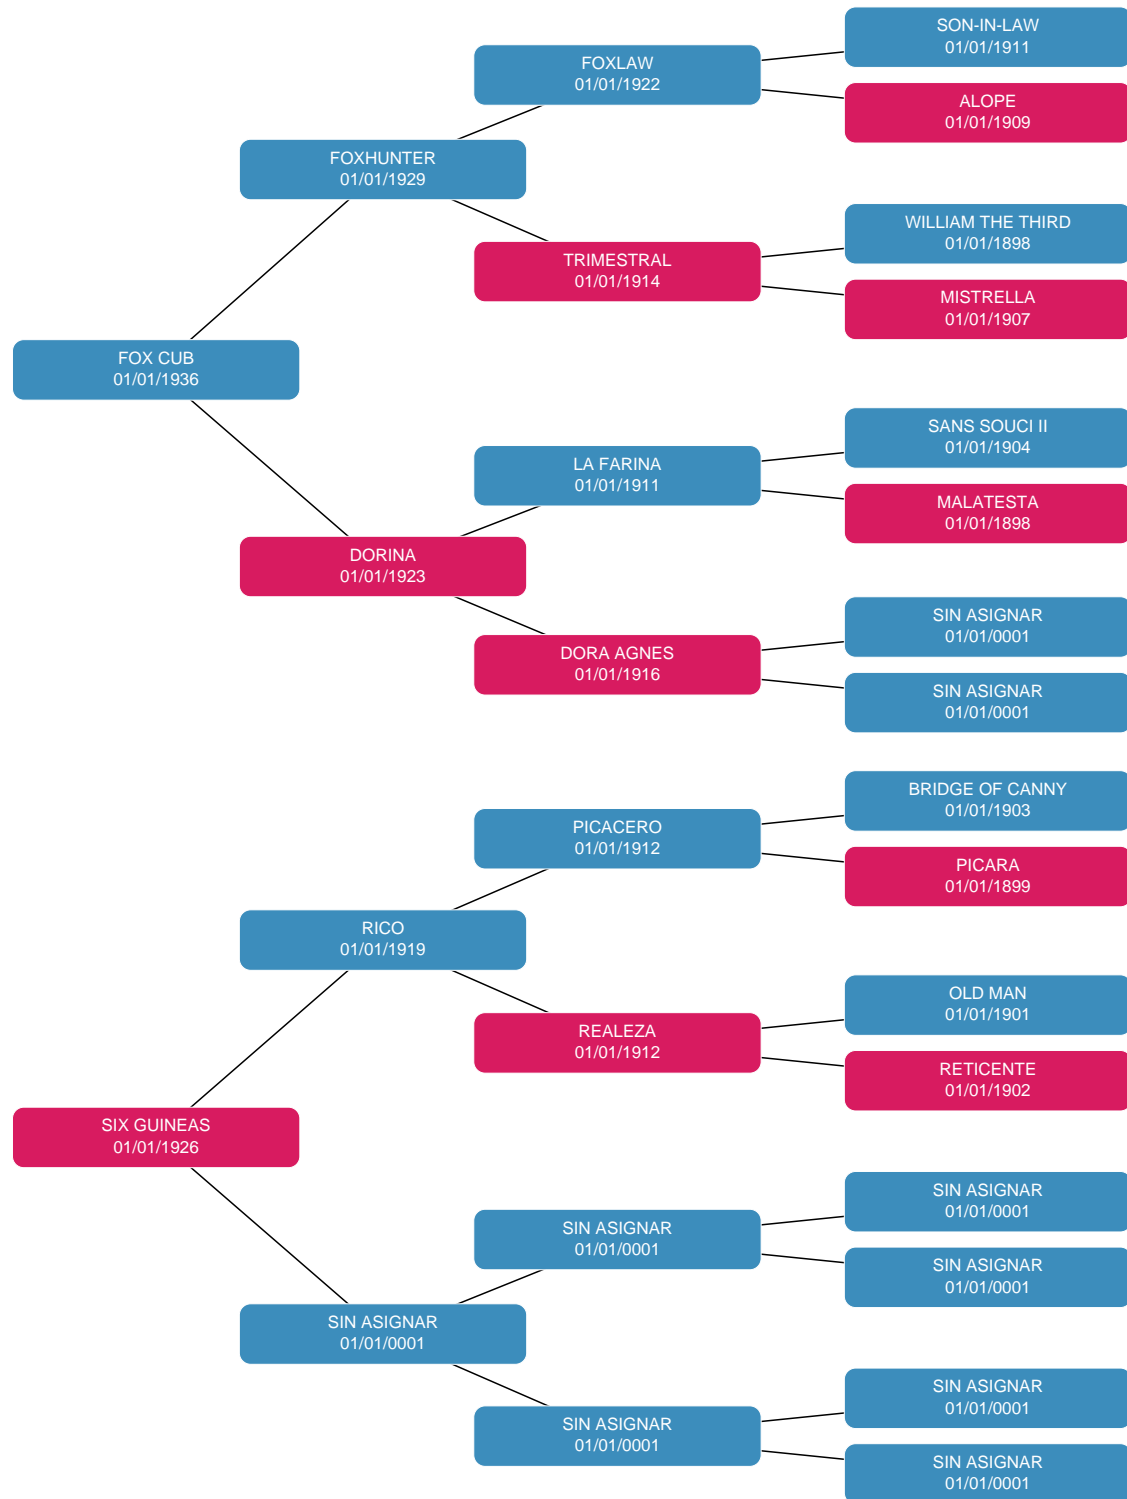 SON-IN-LAW
01/01/1911
FOXLAW
01/01/1922
ALOPE
01/01/1909
FOXHUNTER
01/01/1929
WILLIAM THE THIRD
01/01/1898
TRIMESTRAL
01/01/1914
MISTRELLA
01/01/1907
FOX CUB
01/01/1936
SANS SOUCI II
01/01/1904
LA FARINA
01/01/1911
MALATESTA
01/01/1898
DORINA
01/01/1923
SIN ASIGNAR
01/01/0001
DORA AGNES
01/01/1916
SIN ASIGNAR
01/01/0001
BRIDGE OF CANNY
01/01/1903
PICACERO
01/01/1912
PICARA
01/01/1899
RICO
01/01/1919
OLD MAN
01/01/1901
REALEZA
01/01/1912
RETICENTE
01/01/1902
SIX GUINEAS
01/01/1926
SIN ASIGNAR
01/01/0001
SIN ASIGNAR
01/01/0001
SIN ASIGNAR
01/01/0001
SIN ASIGNAR
01/01/0001
SIN ASIGNAR
01/01/0001
SIN ASIGNAR
01/01/0001
SIN ASIGNAR
01/01/0001